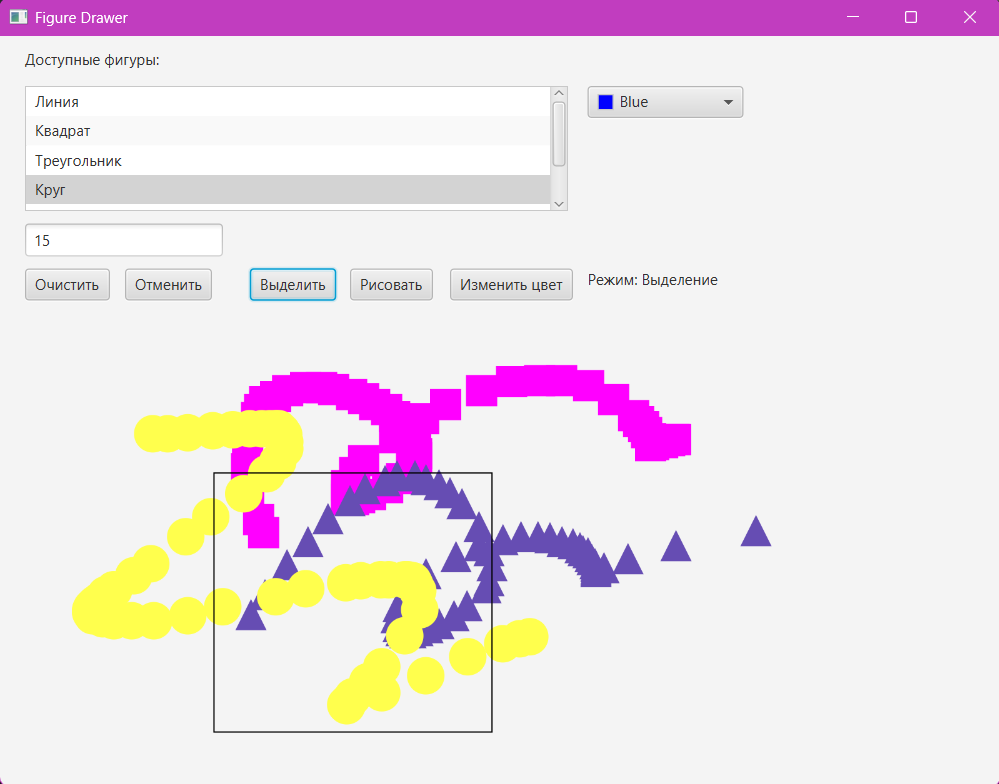 Figure Drawer
Доступные фигуры:
Линия
Blue
Квадрат
Треугольник
Круг
15
Очистить Отменить Выделить Рисовать Изменить цвет Режим: Выделение